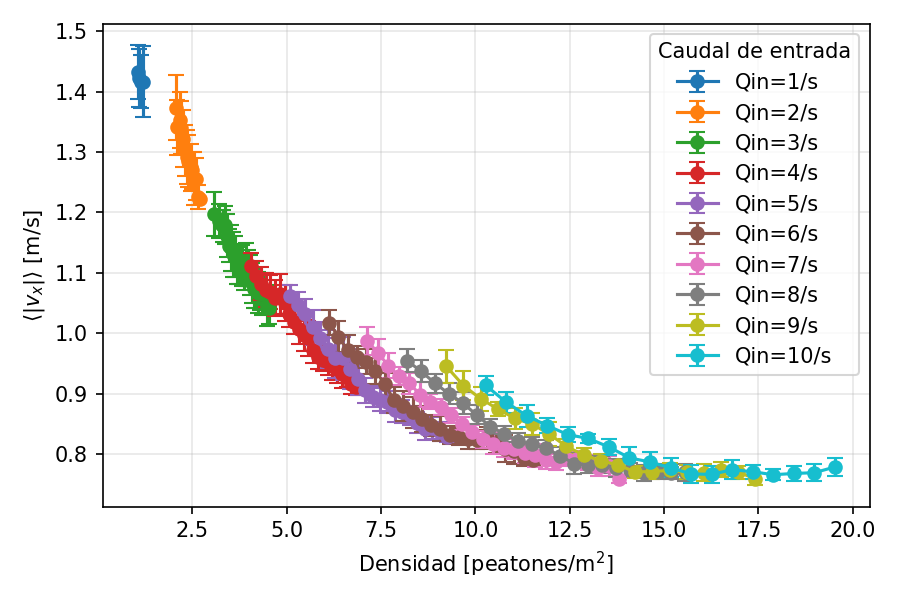 1.5
1.4
1.3
1.2
1.1
1.0
0.9
0.8
⟨|v_x|⟩ [m/s]
Caudal de entrada
Qin=1/s
Qin=2/s
Qin=3/s
Qin=4/s
Qin=5/s
Qin=6/s
Qin=7/s
Qin=8/s
Qin=9/s
Qin=10/s
2.5 5.0 7.5 10.0 12.5 15.0 17.5 20.0
Densidad [peatones/m²]